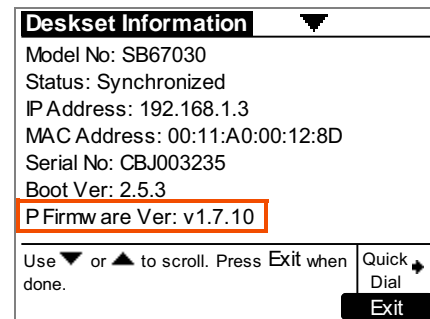 Deskset Information
Model No: SB67030
Status: Synchronized
IP Address: 192.168.1.3
MAC Address: 00:11:A0:00:12:8D
Serial No: CBJ003235
Boot Ver: 2.5.3
P Firmware Ver: v1.7.10
Use ▼ or ▲ to scroll. Press Exit when
done.
Quick
Dial
Exit